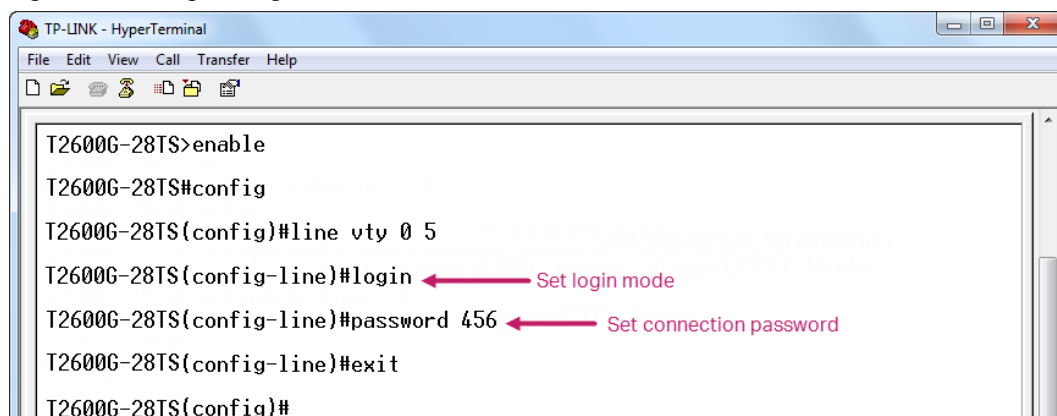 TP-LINK - HyperTerminal
File Edit View Call Transfer Help
T2600G-28TS>enable
T2600G-28TS#config
T2600G-28TS(config)#line vty 0 5
T2600G-28TS(config-line)#login
Set login mode
T2600G-28TS(config-line)#password 456
Set connection password
T2600G-28TS(config-line)#exit
T2600G-28TS(config)#